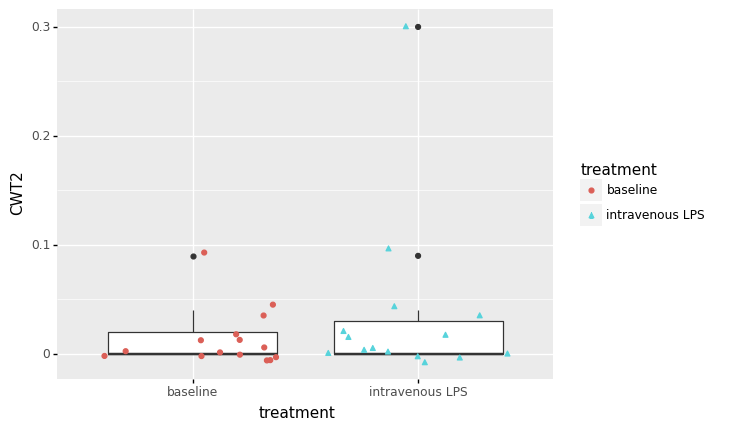 0.3
0.2
0.1
0
CWT2
baseline
intravenous LPS
treatment
treatment
baseline
intravenous LPS